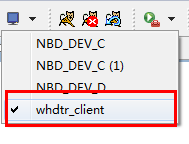 NBD_DEV_C
NBD_DEV_C (1)
NBD_DEV_D
whdtr_client